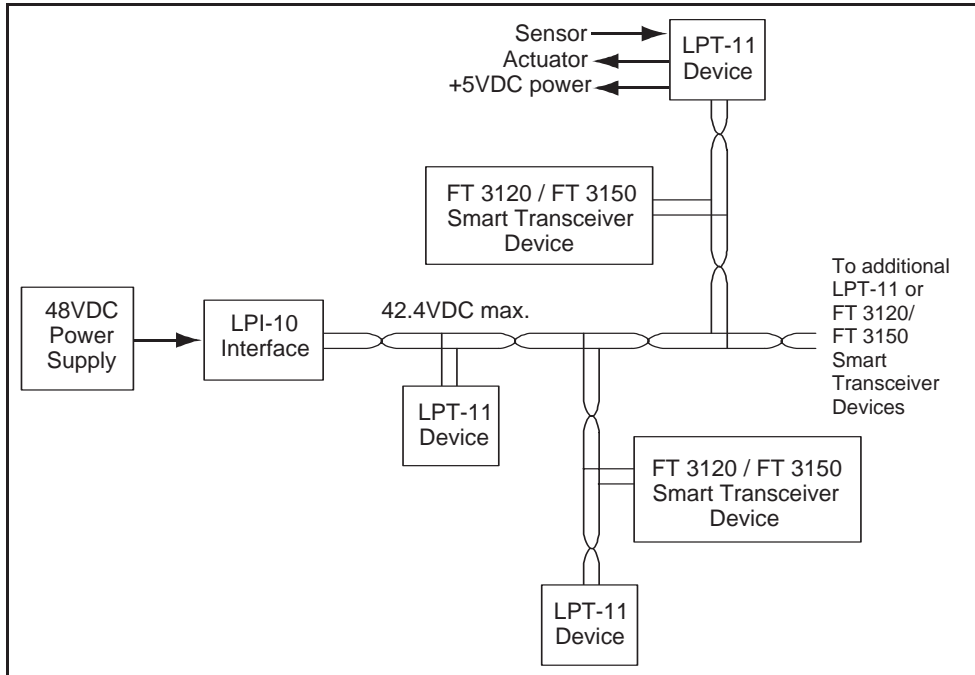 Sensor
Actuator
+5VDC power
LPT-11
Device
FT 3120 / FT 3150
Smart Transceiver
Device
48VDC
Power
Supply
LPI-10
Interface
42.4VDC max.
To additional
LPT-11 or
FT 3120/
FT 3150
Smart
Transceiver
Devices
LPT-11
Device
FT 3120 / FT 3150
Smart Transceiver
Device
LPT-11
Device